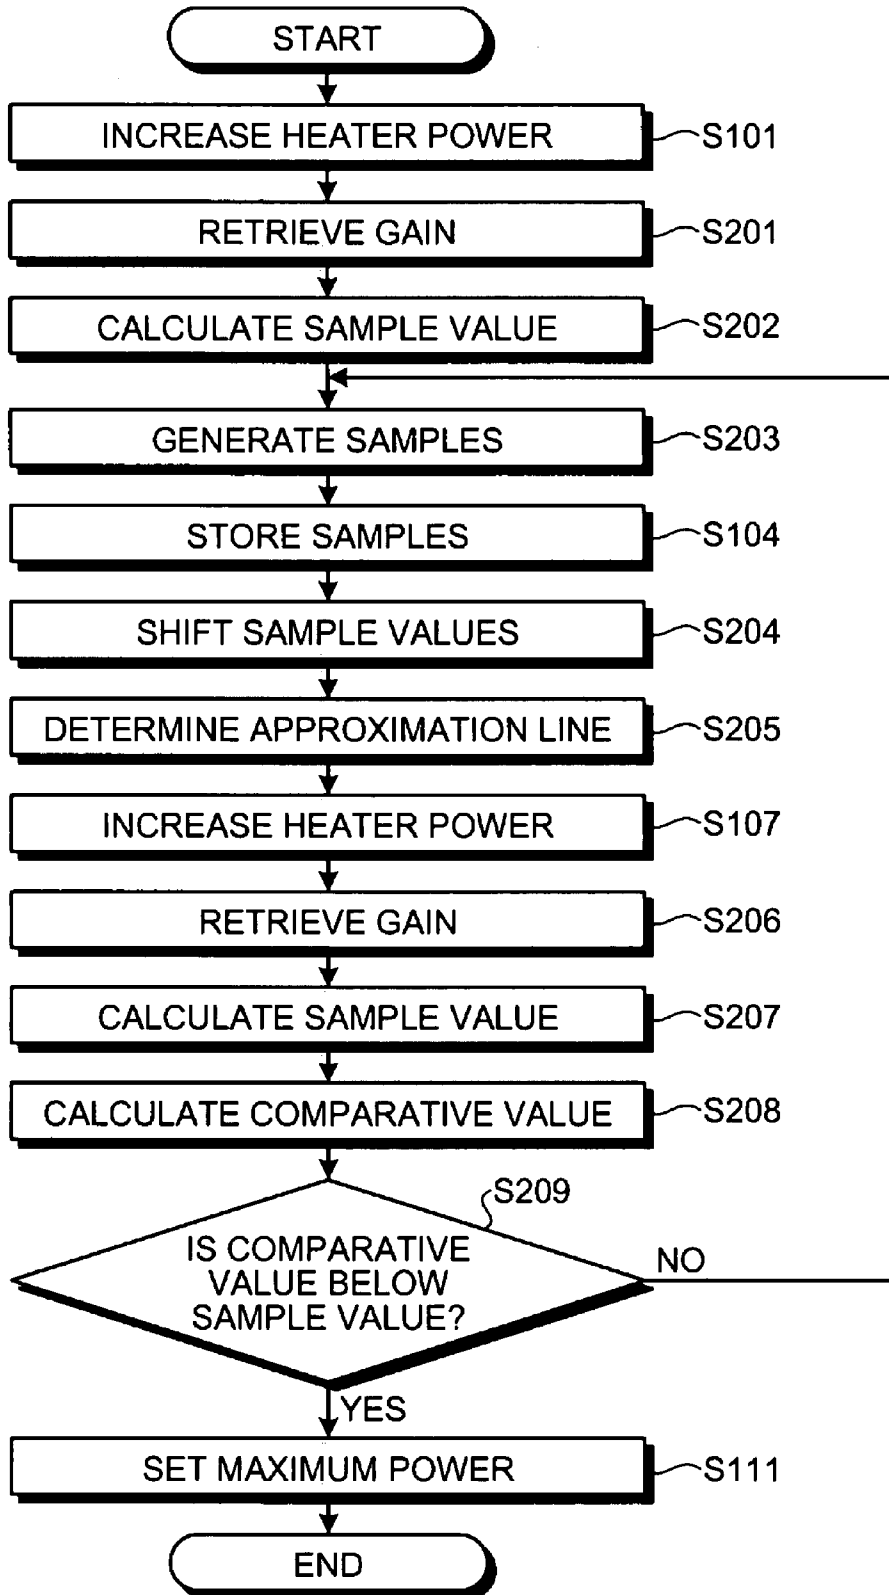 START
INCREASE HEATER POWER S101
RETRIEVE GAIN S201
CALCULATE SAMPLE VALUE S202
GENERATE SAMPLES S203
STORE SAMPLES S104
SHIFT SAMPLE VALUES S204
DETERMINE APPROXIMATION LINE S205
INCREASE HEATER POWER S107
RETRIEVE GAIN S206
CALCULATE SAMPLE VALUE S207
CALCULATE COMPARATIVE VALUE S208
S209
IS COMPARATIVE
VALUE BELOW
SAMPLE VALUE?
NO
YES
SET MAXIMUM POWER S111
END